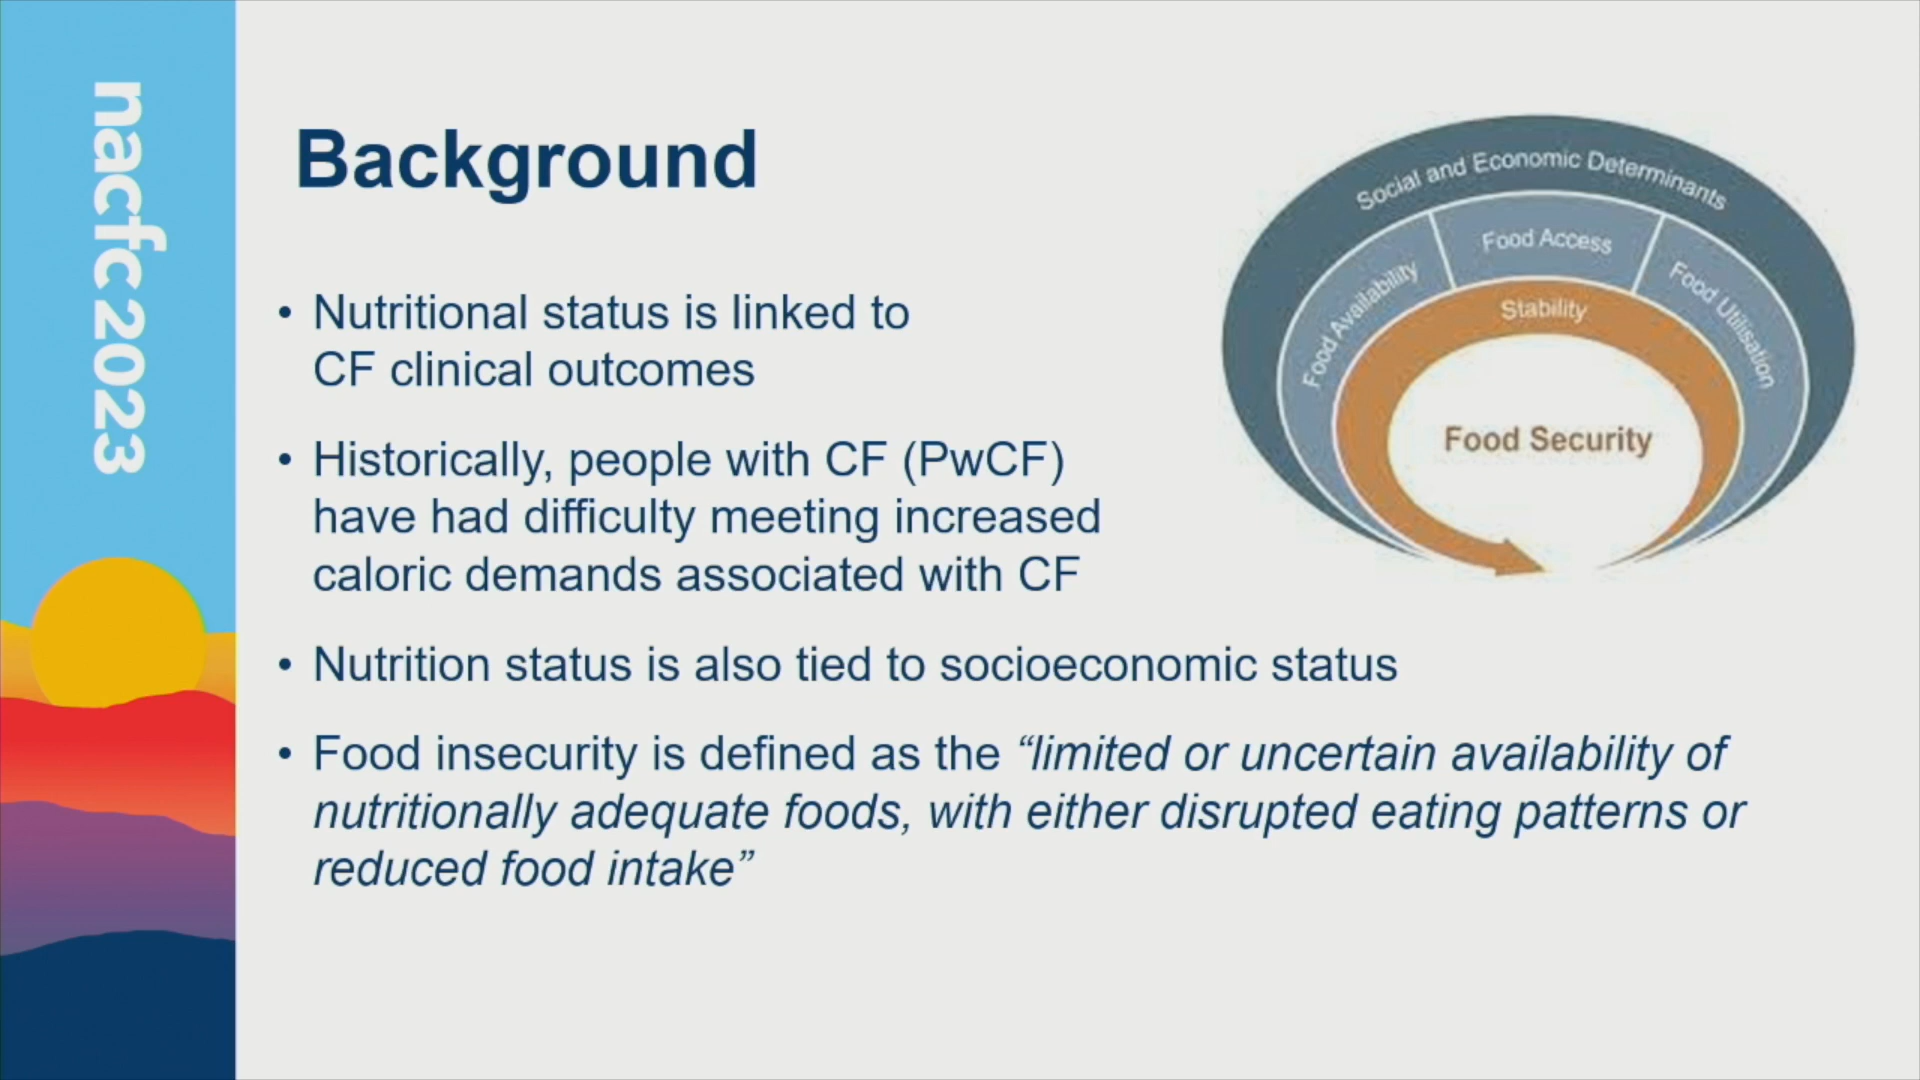 nacfc 2023
Background
• Nutritional status is linked to
CF clinical outcomes
• Historically, people with CF (PwCF)
have had difficulty meeting increased
caloric demands associated with CF
• Nutrition status is also tied to socioeconomic status
• Food insecurity is defined as the “limited or uncertain availability of
nutritionally adequate foods, with either disrupted eating patterns or
reduced food intake”
Social and Economic Determinants
Food Availability
Food Access
Food Utilisation
Stability
Food Security